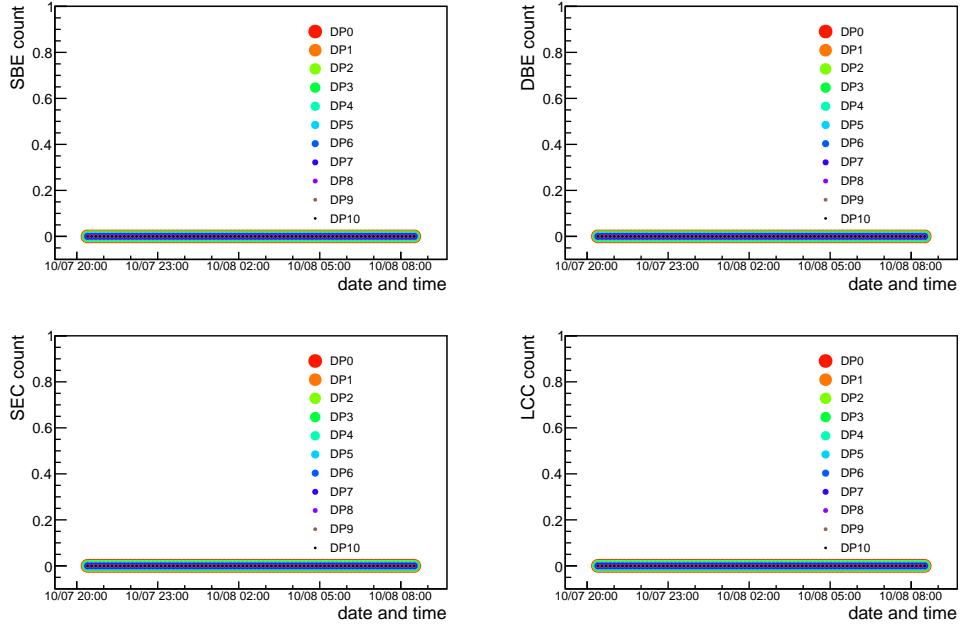 SBE count
1
0.8
0.6
0.4
0.2
0
DP0
DP1
DP2
DP3
DP4
DP5
DP6
DP7
DP8
DP9
DP10
10/07 20:00 10/07 23:00 10/08 02:00 10/08 05:00 10/08 08:00
date and time
DBE count
1
0.8
0.6
0.4
0.2
0
DP0
DP1
DP2
DP3
DP4
DP5
DP6
DP7
DP8
DP9
DP10
10/07 20:00 10/07 23:00 10/08 02:00 10/08 05:00 10/08 08:00
date and time
SEC count
1
0.8
0.6
0.4
0.2
0
DP0
DP1
DP2
DP3
DP4
DP5
DP6
DP7
DP8
DP9
DP10
10/07 20:00 10/07 23:00 10/08 02:00 10/08 05:00 10/08 08:00
date and time
LCC count
1
0.8
0.6
0.4
0.2
0
DP0
DP1
DP2
DP3
DP4
DP5
DP6
DP7
DP8
DP9
DP10
10/07 20:00 10/07 23:00 10/08 02:00 10/08 05:00 10/08 08:00
date and time